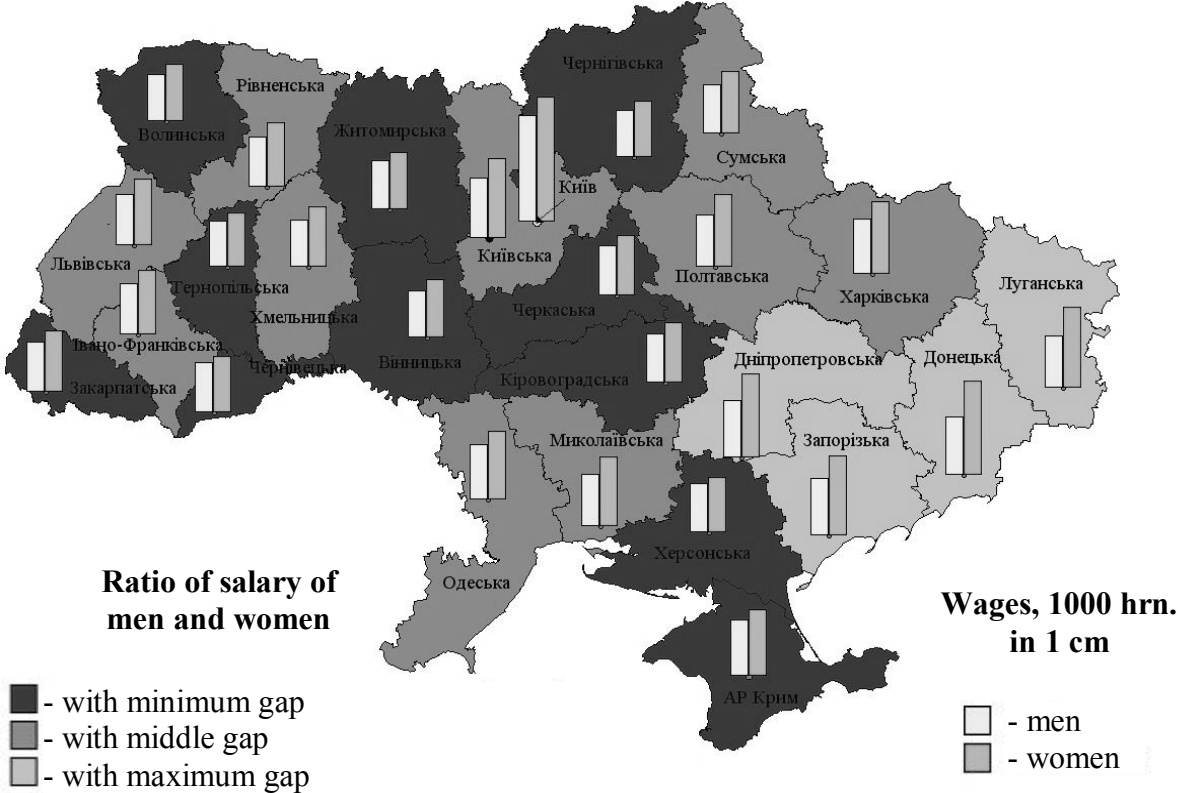 Чернігівська
Рівненська
Волинська
Житомирська
Сумська
Київ
Львівська
Київська
Полтавська
Харківська
Луганська
Тернопільська
Черкаська
Хмельницька
Івано-Франківська
Вінницька
Дніпропетровська
Донецька
Чернівецька
Закарпатська
Кіровоградська
Миколаївська
Запорізька
Херсонська
Одеська
АР Крим
Ratio of salary of
men and women
- with minimum gap
- with middle gap
- with maximum gap
Wages, 1000 hrn.
in 1 cm
- men
- women